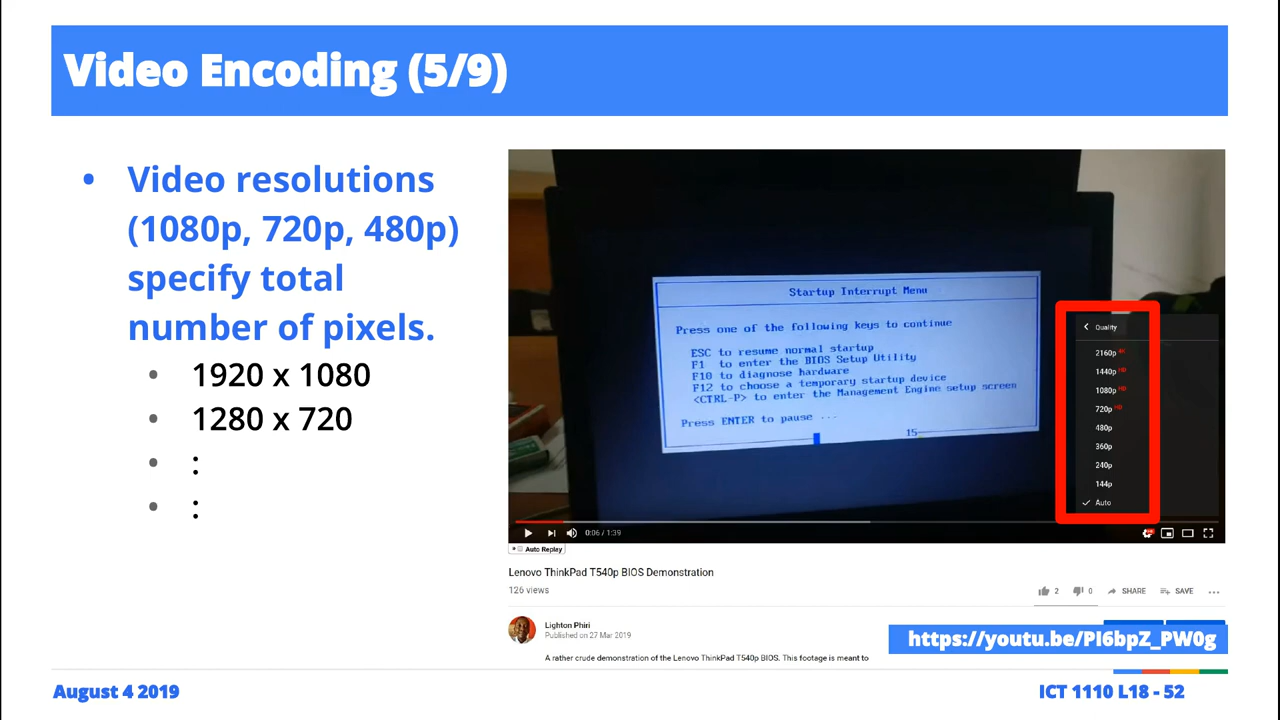 Video Encoding (5/9)
• Video resolutions
(1080p, 720p, 480p)
specify total
number of pixels.
• 1920 x 1080
• 1280 x 720
• :
• :
Startup Interrupt Menu
Press one of the following keys to continue
ESC to resume normal startup
F1 to enter the BIOS Setup Utility
F10 to diagnose hardware
F12 to choose a temporary startup device
<CTRL-P> to enter the Management Engine setup screen
Press ENTER to pause ...
15
Quality
2160p 4K
1440p HD
1080p HD
720p HD
480p
360p
240p
144p
Auto
0:06 / 1:39
Auto Replay
Lenovo ThinkPad T540p BIOS Demonstration
126 views
2 0 SHARE SAVE ...
Lighton Phiri
Published on 27 Mar 2019
https://youtu.be/PI6bpZ_PW0g
A rather crude demonstration of the Lenovo ThinkPad T540p BIOS. This footage is meant to
August 4 2019
ICT 1110 L18 - 52